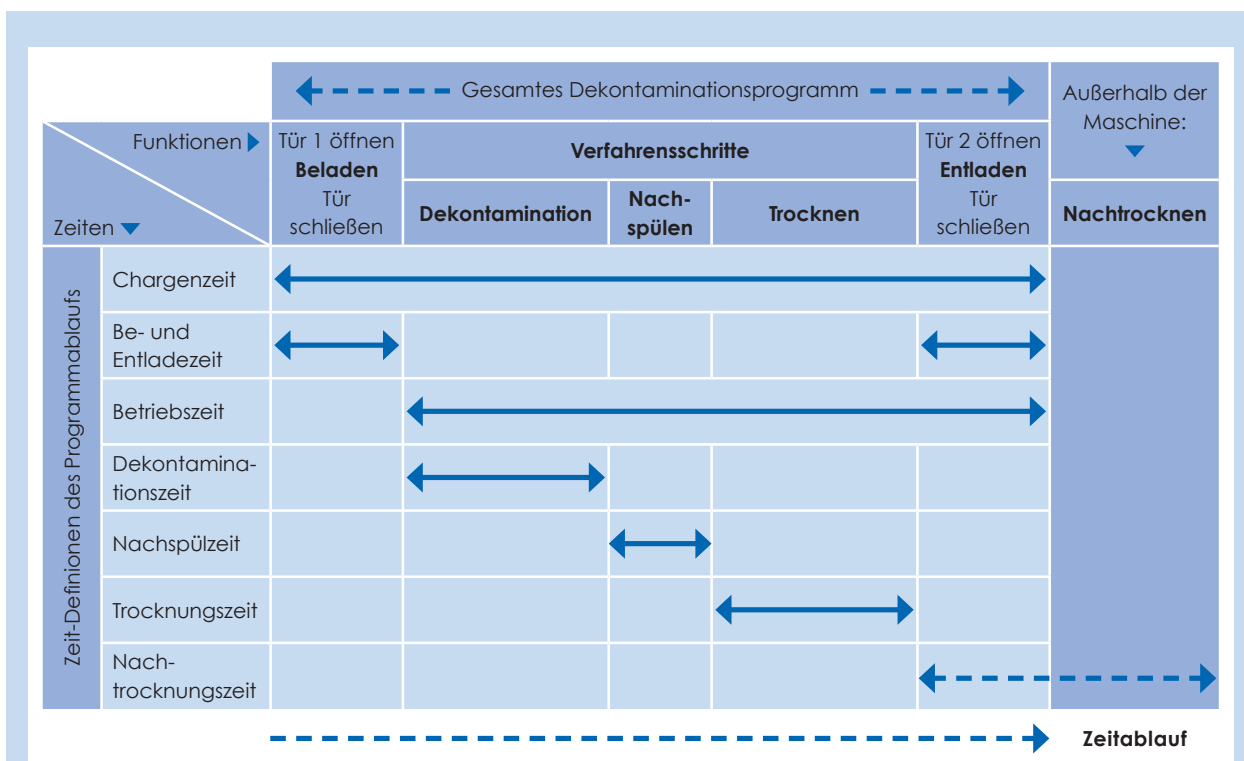 Gesamtes Dekontaminationsprogramm
Außerhalb der
Maschine:
Funktionen
Zeiten
Tür 1 öffnen
Beladen
Tür
schließen
Verfahrensschritte
Dekontamination
Nach-
spülen
Trocknen
Tür 2 öffnen
Entladen
Tür
schließen
Nachtrocknen
Zeit-Definionen des Programmablaufs
Chargenzeit
Be- und
Entladezeit
Betriebszeit
Dekontamina-
tionszeit
Nachspülzeit
Trocknungszeit
Nach-
trocknungszeit
Zeitablauf